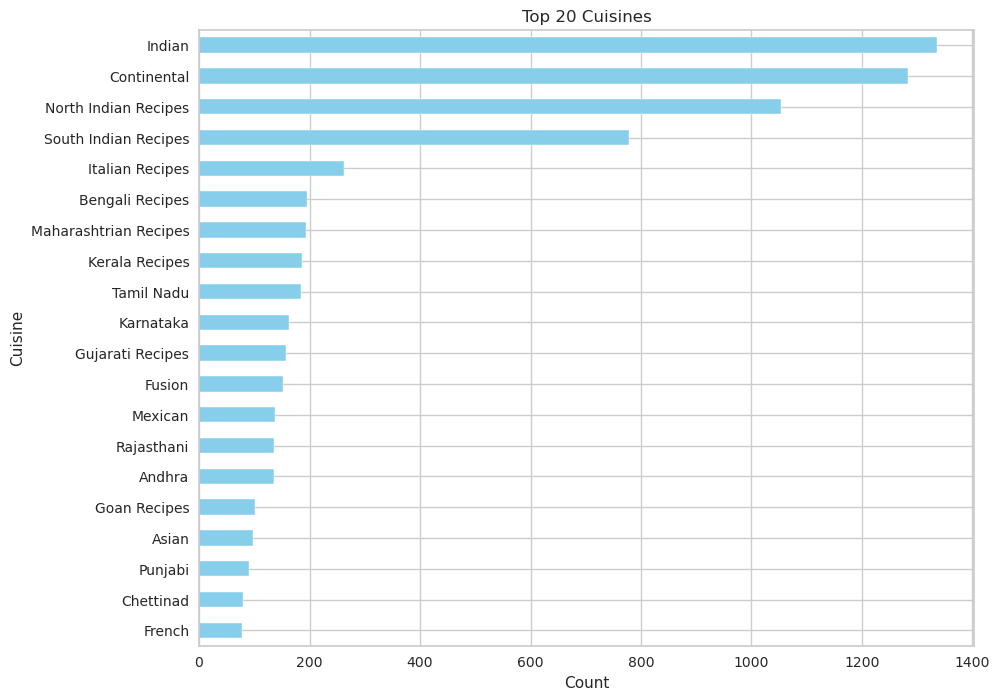 Top 20 Cuisines
Indian
Continental
North Indian Recipes
South Indian Recipes
Italian Recipes
Bengali Recipes
Maharashtrian Recipes
Kerala Recipes
Tamil Nadu
Karnataka
Gujarati Recipes
Fusion
Mexican
Rajasthani
Andhra
Goan Recipes
Asian
Punjabi
Chettinad
French
Cuisine
0 200 400 600 800 1000 1200 1400
Count